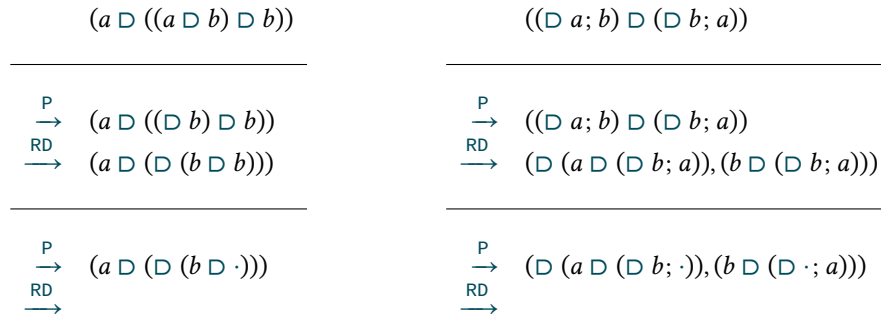 (a ⊃ ((a ⊃ b) ⊃ b))
P→ (a ⊃ ((⊃ b) ⊃ b))
RD→ (a ⊃ (⊃ (b ⊃ b)))
P→ (a ⊃ (⊃ (b ⊃ ·)))
RD→
((⊃ a; b) ⊃ (⊃ b; a))
P→ ((⊃ a; b) ⊃ (⊃ b; a))
RD→ (⊃ (a ⊃ (⊃ b; a)), (b ⊃ (⊃ b; a)))
P→ (⊃ (a ⊃ (⊃ b; ·)), (b ⊃ (⊃ ·; a)))
RD→